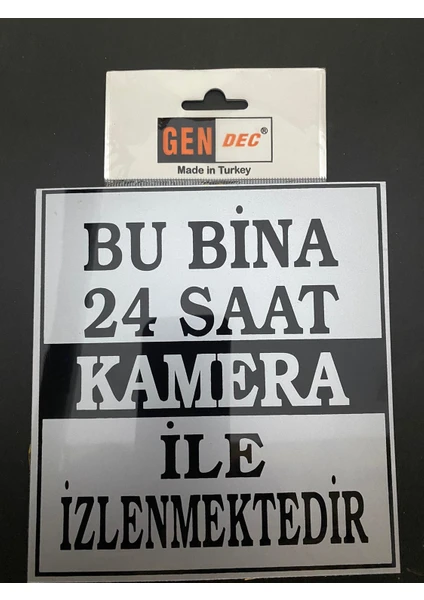 GEN DEC®
Made in Turkey
BU BİNA
24 SAAT
KAMERA
İLE
İZLENMEKTEDİR